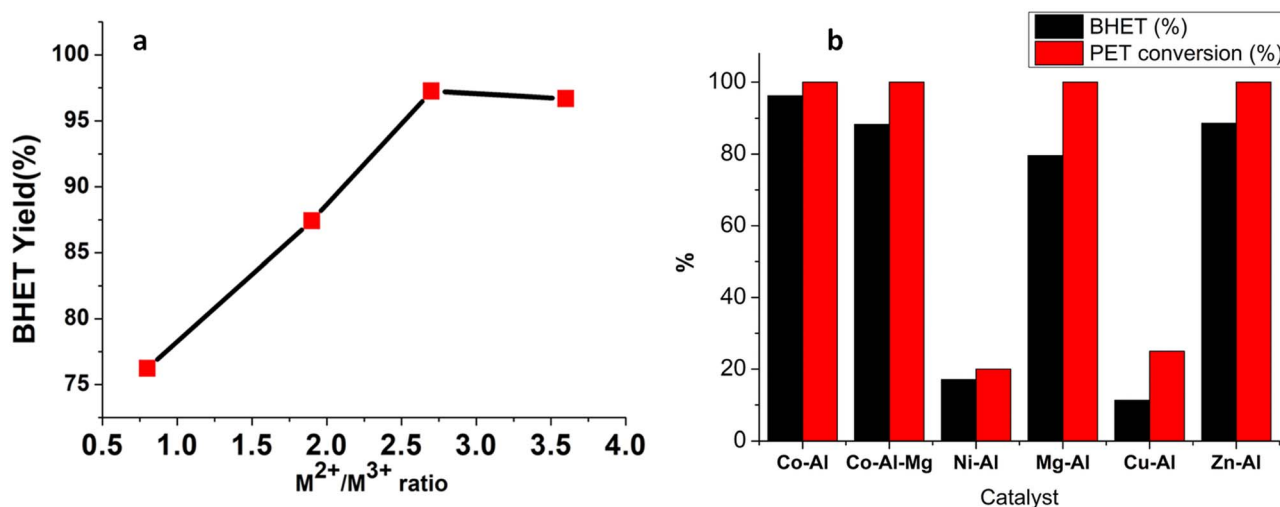 a
BHET Yield(%)
100
95
90
85
80
75
0.5 1.0 1.5 2.0 2.5 3.0 3.5 4.0
M²⁺/M³⁺ ratio
b
BHET (%)
PET conversion (%)
%
100
80
60
40
20
0
Co-Al Co-Al-Mg Ni-Al Mg-Al Cu-Al Zn-Al
Catalyst